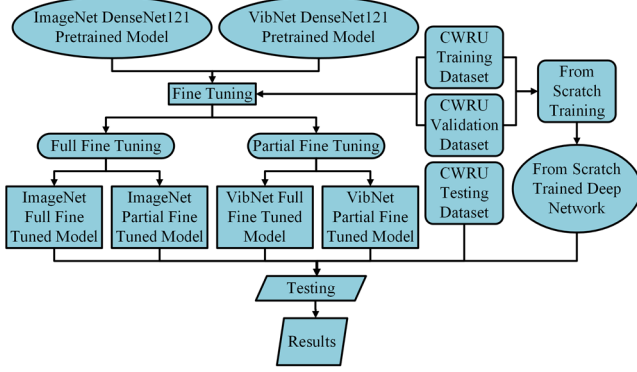 ImageNet DenseNet121
Pretrained Model
VibNet DenseNet121
Pretrained Model
CWRU
Training
Dataset
Fine Tuning
From
Scratch
Training
CWRU
Validation
Dataset
Full Fine Tuning
Partial Fine Tuning
ImageNet
Full Fine
Tuned Model
ImageNet
Partial Fine
Tuned Model
VibNet Full
Fine Tuned
Model
VibNet
Partial Fine
Tuned Model
CWRU
Testing
Dataset
From Scratch
Trained Deep
Network
Testing
Results